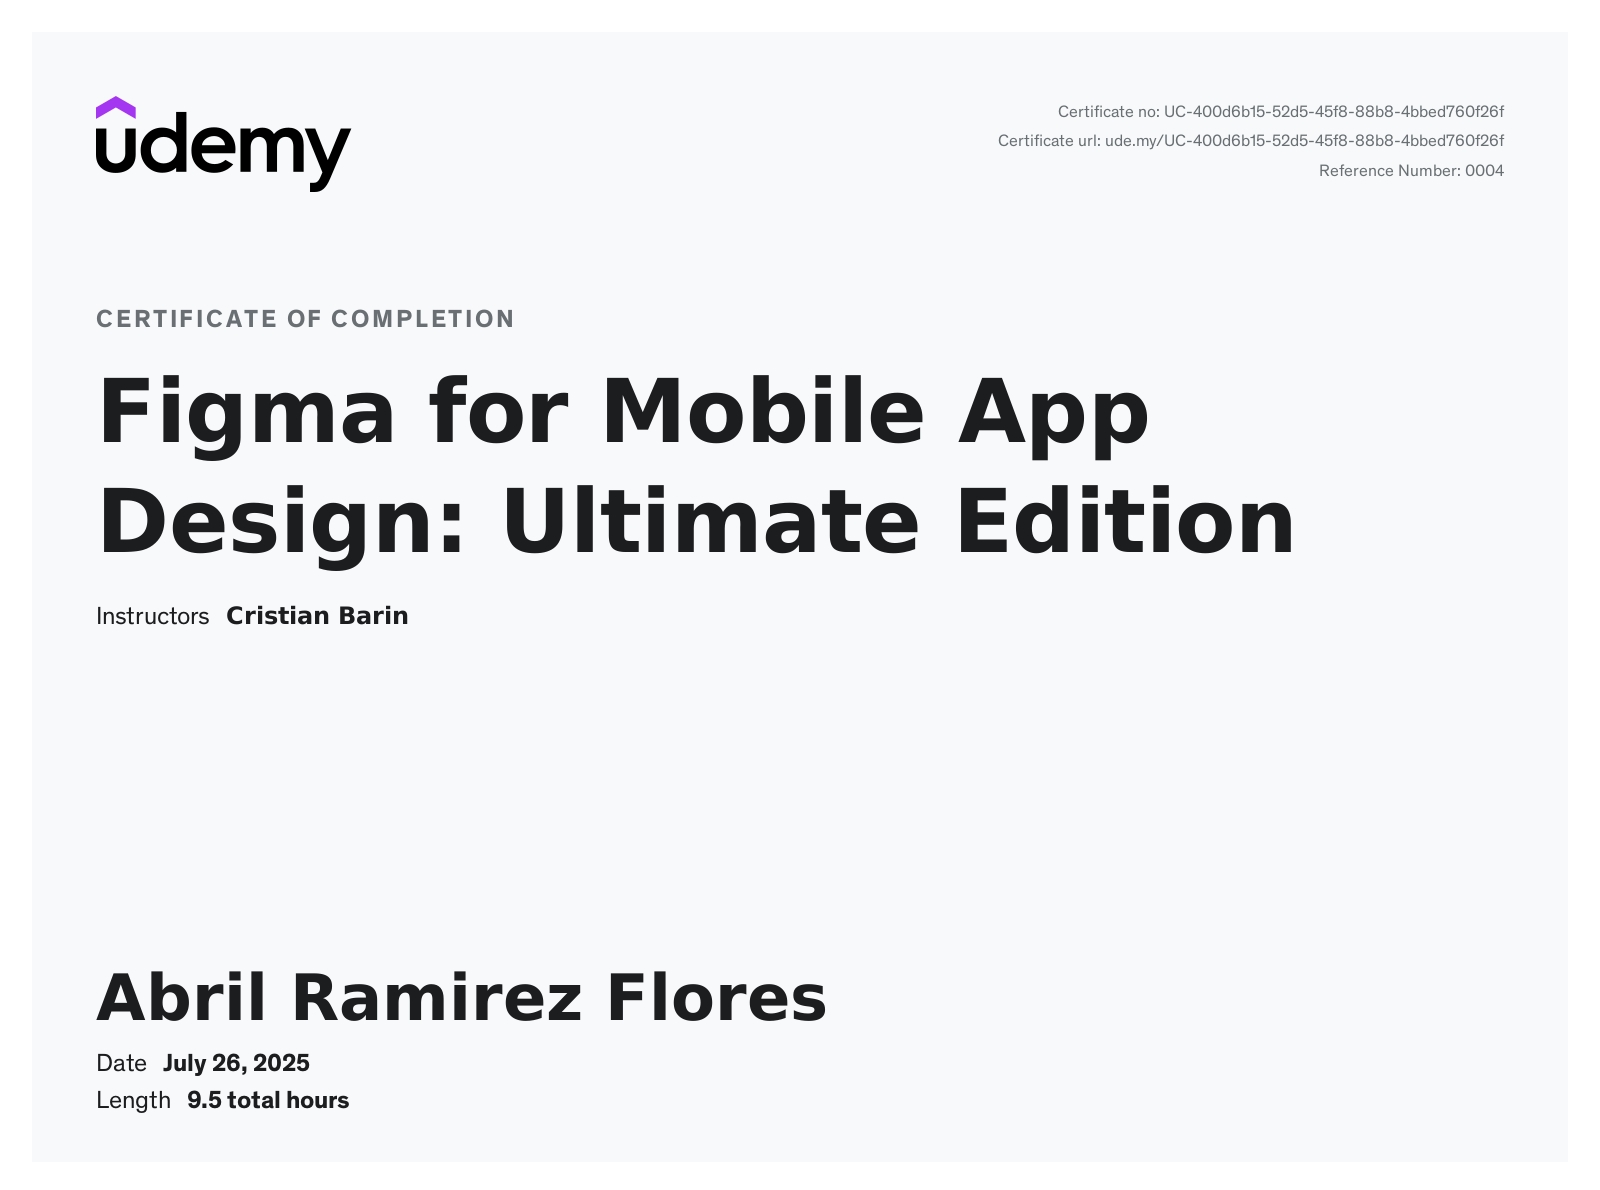 udemy
Certificate no: UC-400d6b15-52d5-45f8-88b8-4bbed760f26f
Certificate url: ude.my/UC-400d6b15-52d5-45f8-88b8-4bbed760f26f
Reference Number: 0004
CERTIFICATE OF COMPLETION
Figma for Mobile App
Design: Ultimate Edition
Instructors Cristian Barin
Abril Ramirez Flores
Date July 26, 2025
Length 9.5 total hours